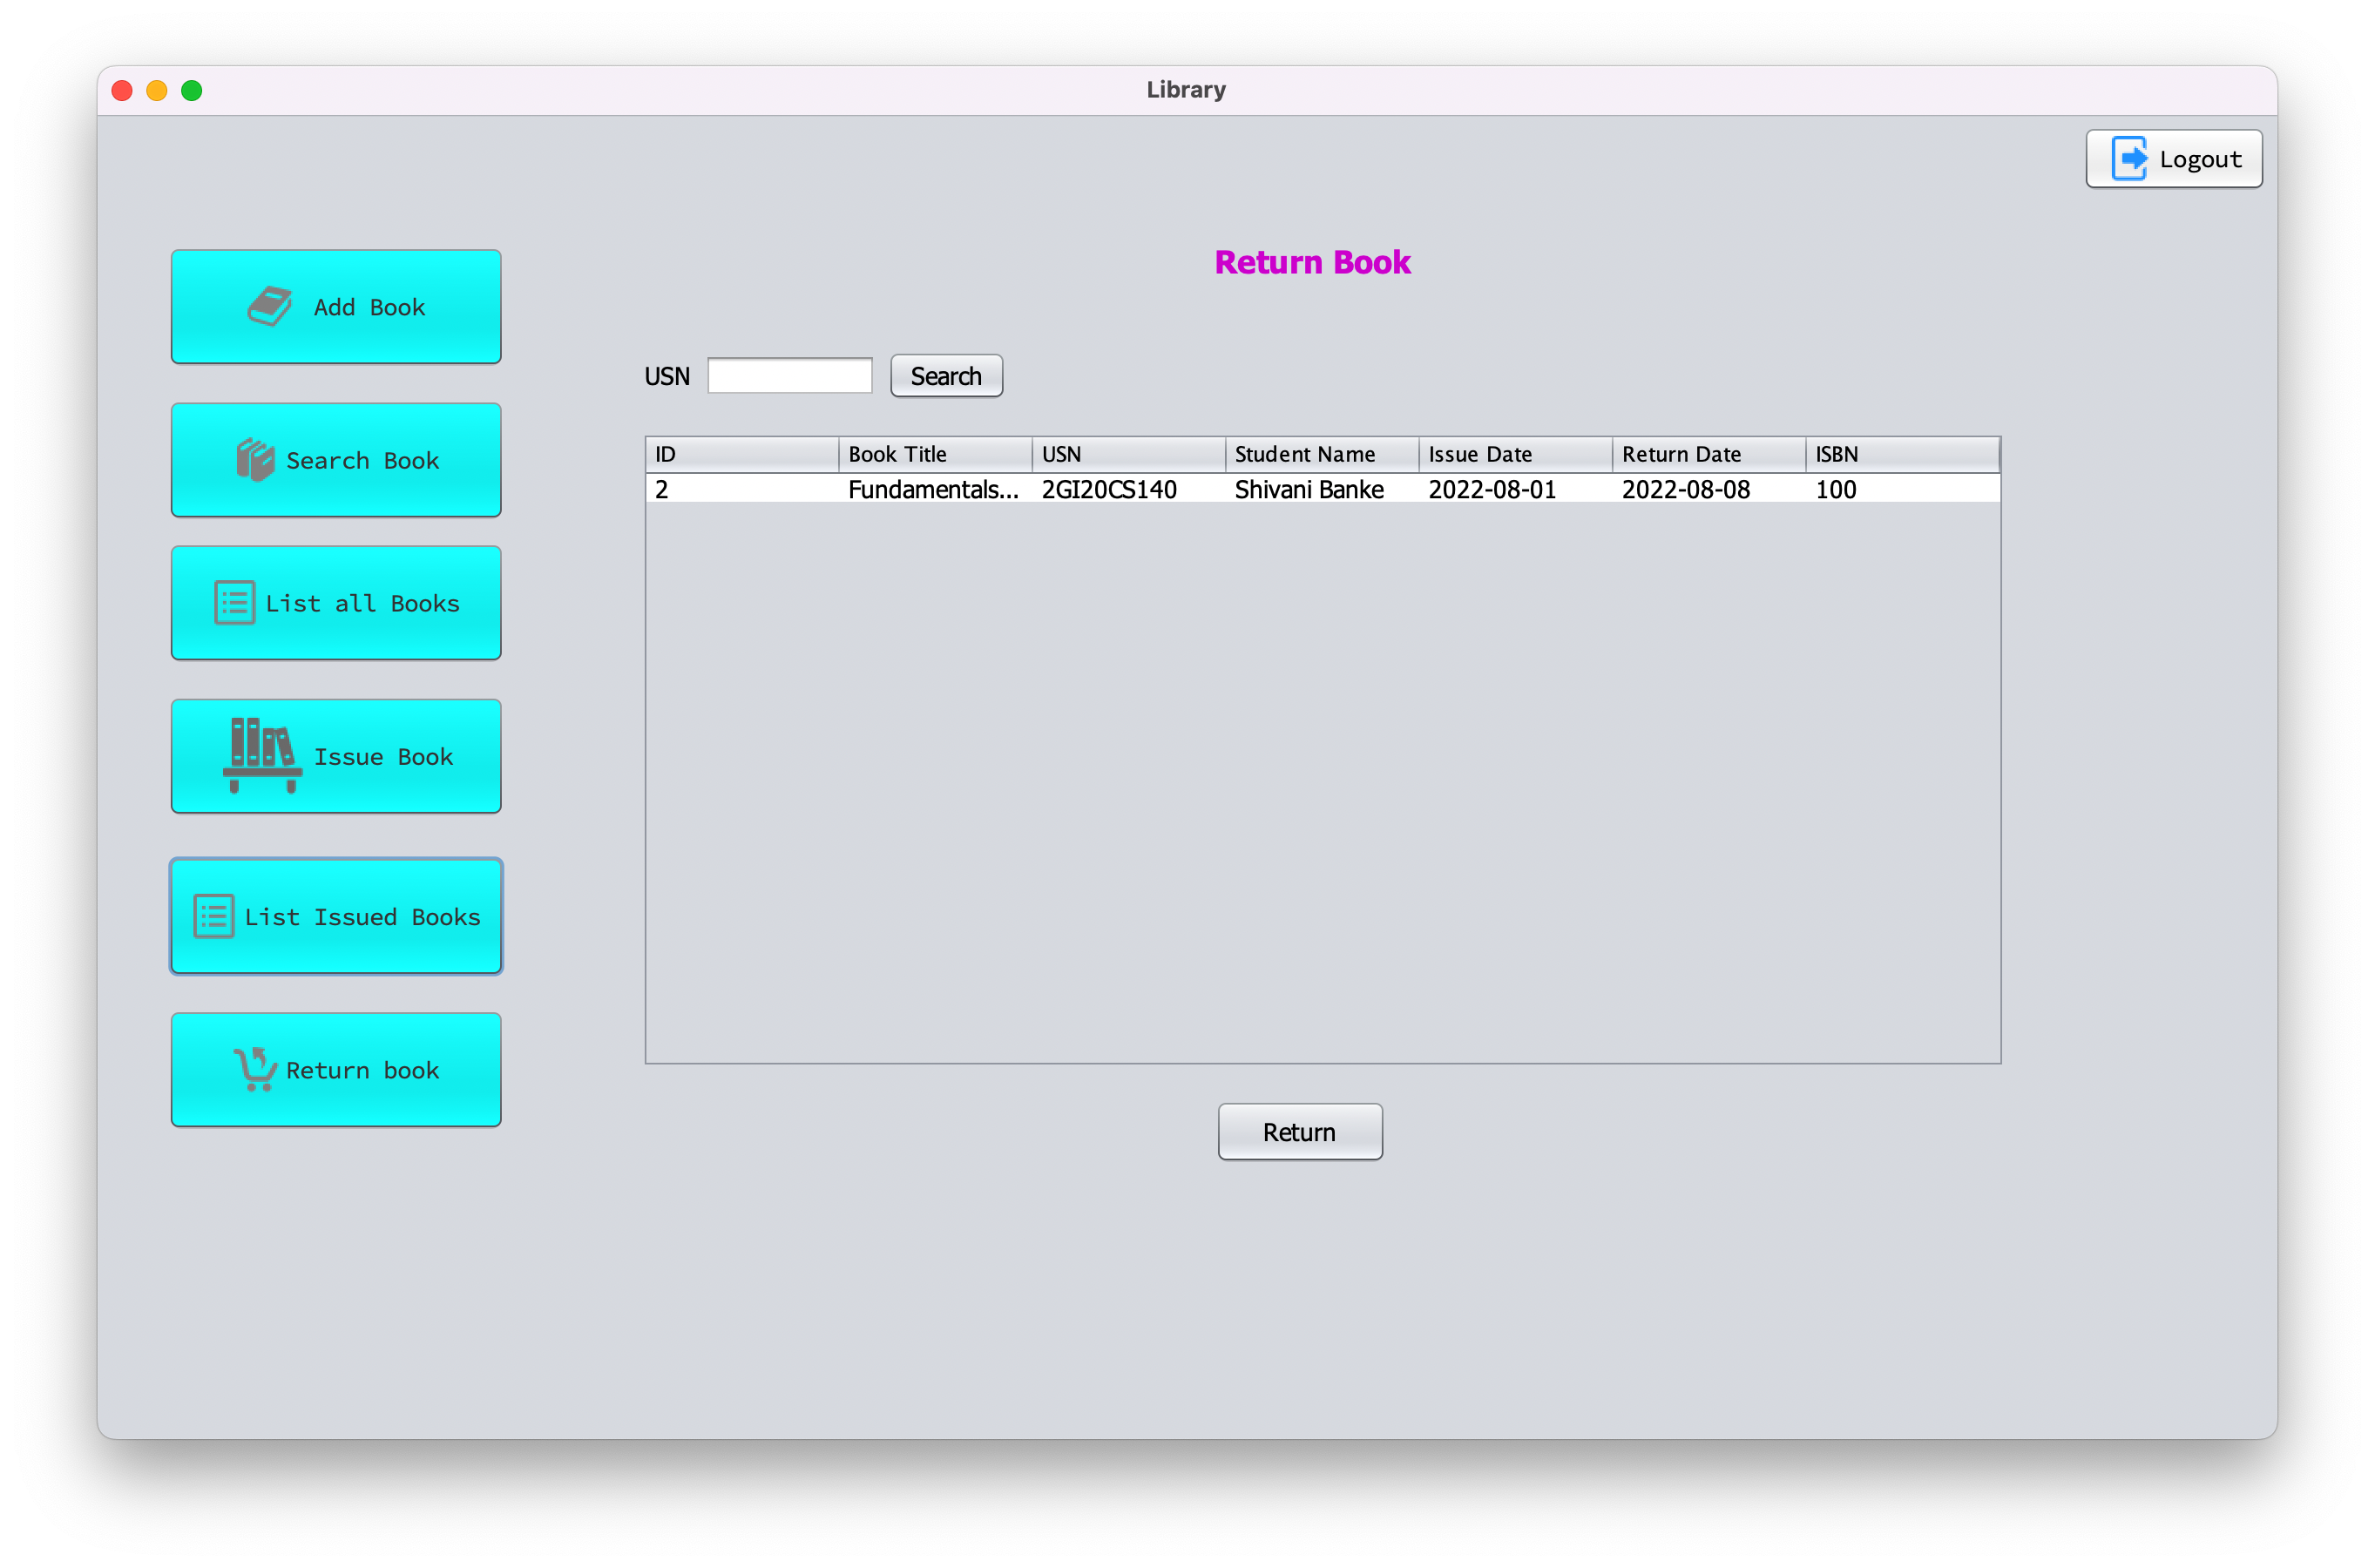 Library
Logout
Return Book
Add Book
Search Book
List all Books
Issue Book
List Issued Books
Return book
USN
Search
ID Book Title USN Student Name Issue Date Return Date ISBN
2 Fundamentals... 2GI20CS140 Shivani Banke 2022-08-01 2022-08-08 100
Return